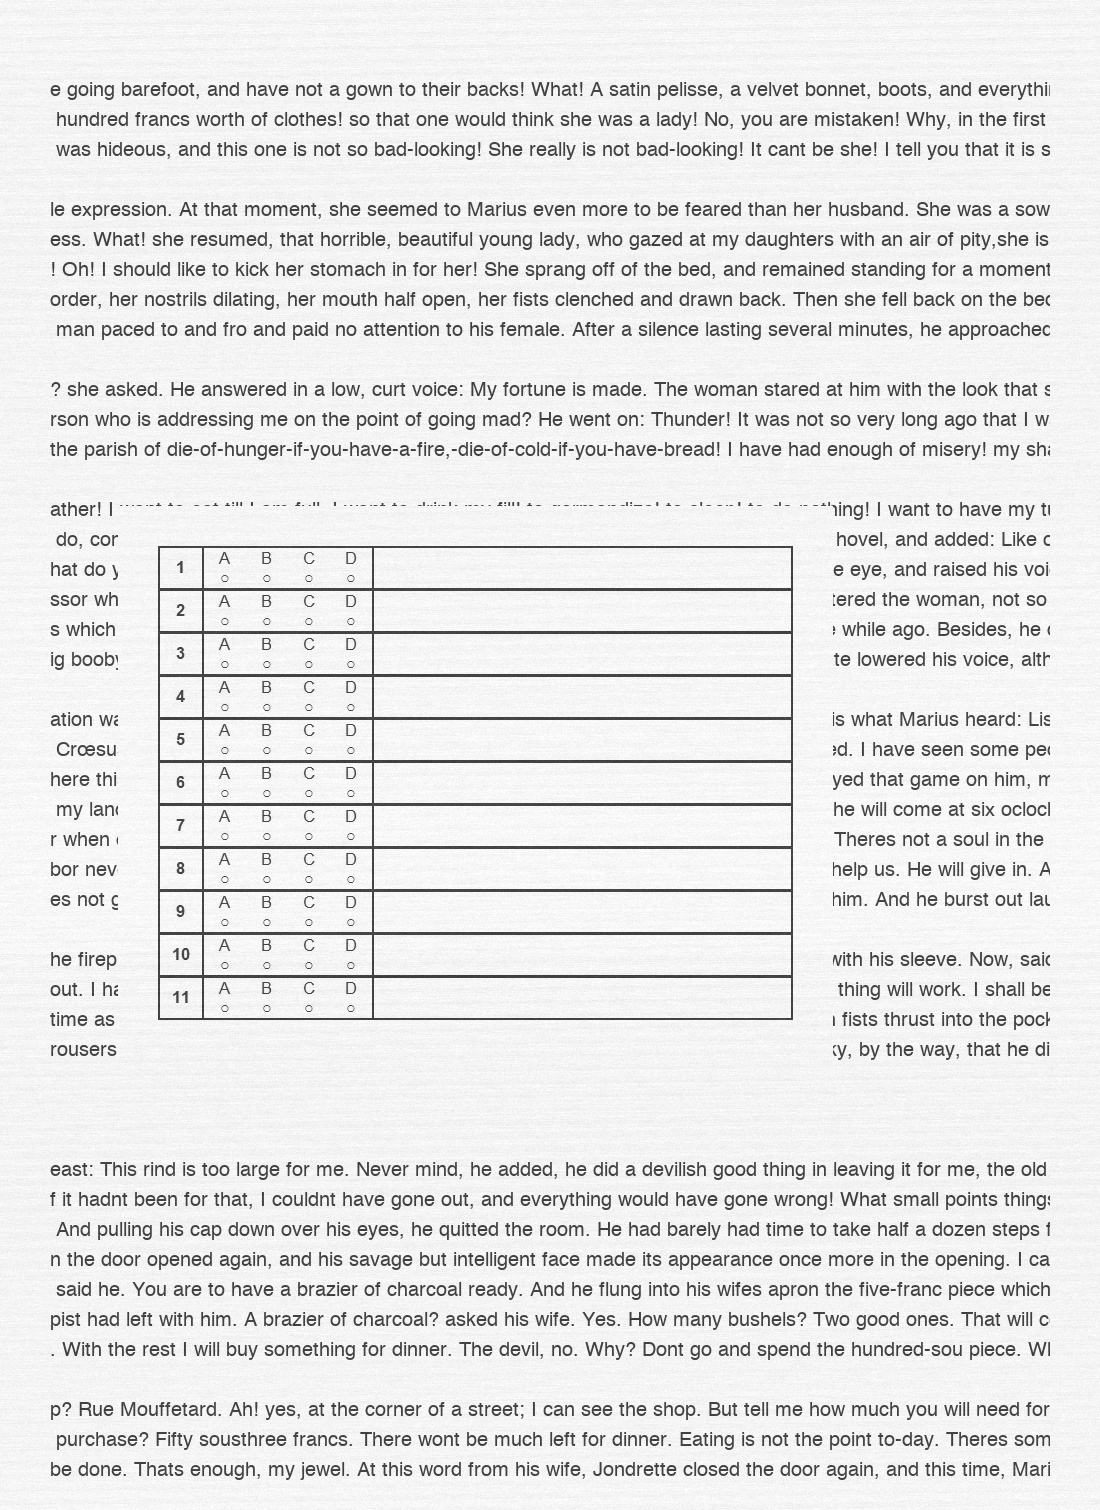 e going barefoot, and have not a gown to their backs! What! A satin pelisse, a velvet bonnet, boots, and everythi
hundred francs worth of clothes! so that one would think she was a lady! No, you are mistaken! Why, in the first
was hideous, and this one is not so bad-looking! She really is not bad-looking! It cant be she! I tell you that it is s
le expression. At that moment, she seemed to Marius even more to be feared than her husband. She was a sow
ess. What! she resumed, that horrible, beautiful young lady, who gazed at my daughters with an air of pity,she is
! Oh! I should like to kick her stomach in for her! She sprang off of the bed, and remained standing for a moment
order, her nostrils dilating, her mouth half open, her fists clenched and drawn back. Then she fell back on the bed
man paced to and fro and paid no attention to his female. After a silence lasting several minutes, he approached
? she asked. He answered in a low, curt voice: My fortune is made. The woman stared at him with the look that s
rson who is addressing me on the point of going mad? He went on: Thunder! It was not so very long ago that I w
the parish of die-of-hunger-if-you-have-a-fire,-die-of-cold-if-you-have-bread! I have had enough of misery! my sha
ather! I want to eat till I am full, I want to drink my fill! to gormandize! to sleep! to do nothing! I want to have my tu
do, con hovel, and added: Like
hat do e eye, and raised his voi
ssor wh tered the woman, not so
s which while ago. Besides, he
ig booby te lowered his voice, alth
ation wa is what Marius heard: Lis
Crœsu ed. I have seen some peo
here thi yed that game on him, m
my land he will come at six ocloc
r when Theres not a soul in the
bor nev help us. He will give in. A
es not g him. And he burst out lau
he firep with his sleeve. Now, said
out. I ha thing will work. I shall be
time as fists thrust into the pock
rousers ky, by the way, that he di
1 A B C D
2 A B C D
3 A B C D
4 A B C D
5 A B C D
6 A B C D
7 A B C D
8 A B C D
9 A B C D
10 A B C D
11 A B C D
east: This rind is too large for me. Never mind, he added, he did a devilish good thing in leaving it for me, the old
f it hadnt been for that, I couldnt have gone out, and everything would have gone wrong! What small points things
And pulling his cap down over his eyes, he quitted the room. He had barely had time to take half a dozen steps f
n the door opened again, and his savage but intelligent face made its appearance once more in the opening. I ca
said he. You are to have a brazier of charcoal ready. And he flung into his wifes apron the five-franc piece which
pist had left with him. A brazier of charcoal? asked his wife. Yes. How many bushels? Two good ones. That will c
. With the rest I will buy something for dinner. The devil, no. Why? Dont go and spend the hundred-sou piece. Wh
p? Rue Mouffetard. Ah! yes, at the corner of a street; I can see the shop. But tell me how much you will need for
purchase? Fifty sousthree francs. There wont be much left for dinner. Eating is not the point to-day. Theres som
be done. Thats enough, my jewel. At this word from his wife, Jondrette closed the door again, and this time, Mari